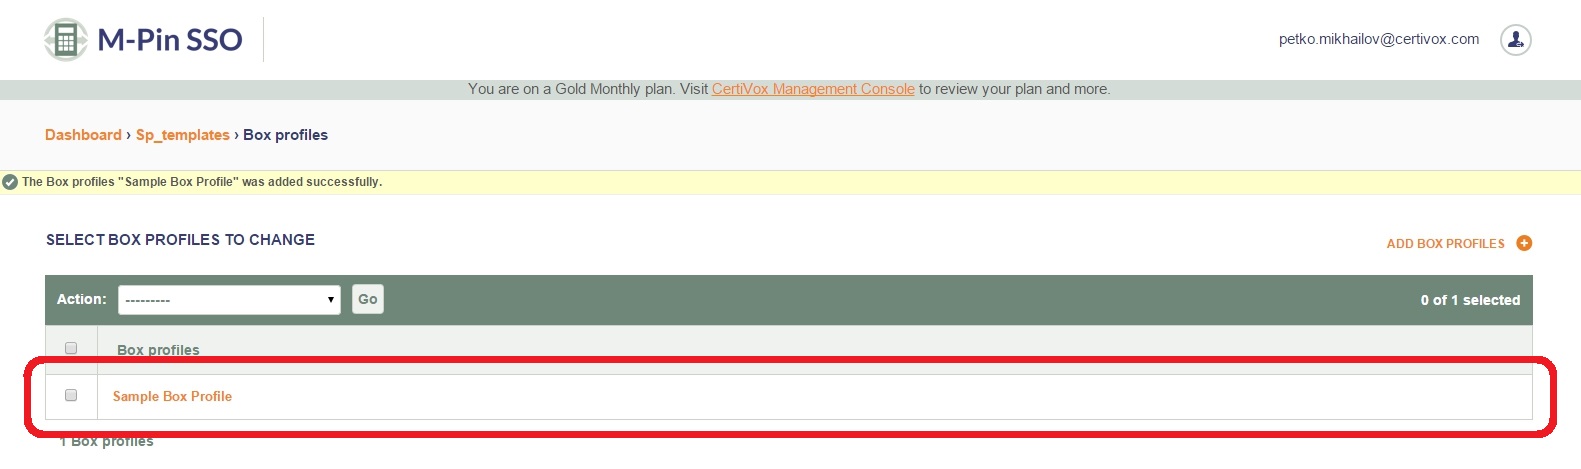 M-Pin SSO
petko.mikhailov@certivox.com
You are on a Gold Monthly plan. Visit CertiVox Management Console to review your plan and more.
Dashboard › Sp_templates › Box profiles
The Box profiles "Sample Box Profile" was added successfully.
SELECT BOX PROFILES TO CHANGE
ADD BOX PROFILES
Action: --------- Go 0 of 1 selected
Box profiles
Sample Box Profile
1 Box profiles